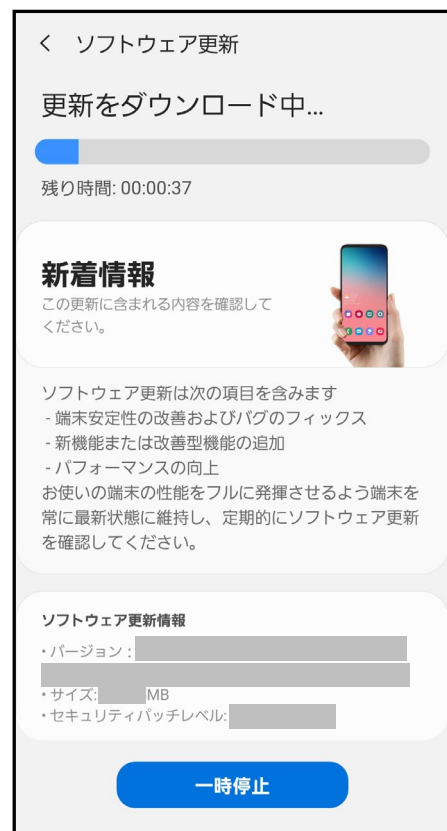 ソフトウェア更新
更新をダウンロード中...
残り時間: 00:00:37
新着情報
この更新に含まれる内容を確認して
ください。
ソフトウェア更新は次の項目を含みます
- 端末安定性の改善およびバグのフィックス
- 新機能または改善型機能の追加
- パフォーマンスの向上
お使いの端末の性能をフルに発揮させるよう端末を
常に最新状態に維持し、定期的にソフトウェア更新
を確認してください。
ソフトウェア更新情報
・バージョン :
・サイズ: MB
・セキュリティパッチレベル:
一時停止